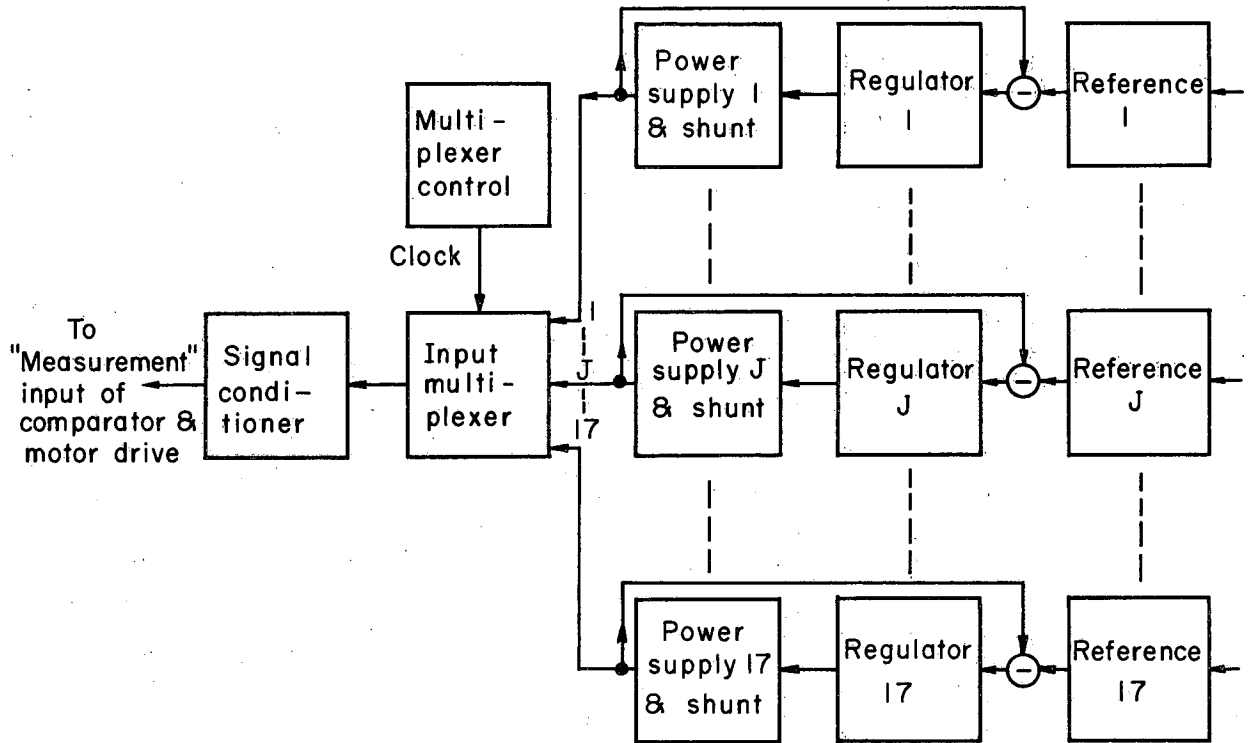 Power
supply 1
& shunt
Regulator
1
−
Reference
1
Multi-
plexer
control
Clock
To
"Measurement"
input of
comparator &
motor drive
Signal
condi-
tioner
Input
multi-
plexer
1
J
17
Power
supply J
& shunt
Regulator
J
−
Reference
J
Power
supply 17
& shunt
Regulator
17
−
Reference
17